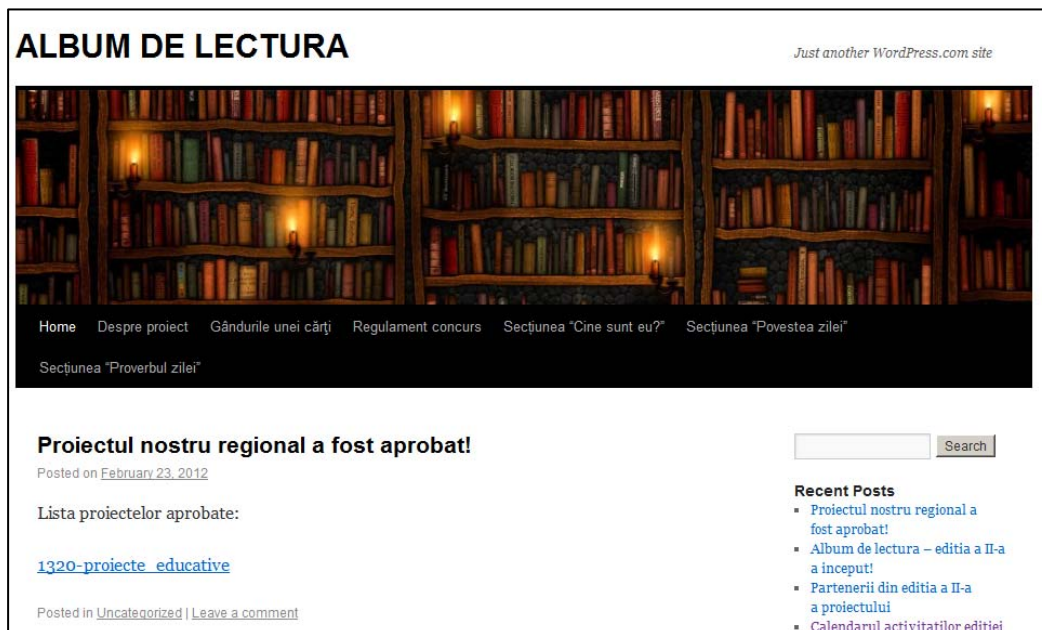 ALBUM DE LECTURA
Just another WordPress.com site
Home Despre proiect Gândurile unei cărţi Regulament concurs Secțiunea “Cine sunt eu?” Secțiunea “Povestea zilei”
Secțiunea “Proverbul zilei”
Proiectul nostru regional a fost aprobat!
Posted on February 23, 2012
Lista proiectelor aprobate:
1320-proiecte_educative
Posted in Uncategorized | Leave a comment
Search
Recent Posts
Proiectul nostru regional a
fost aprobat!
Album de lectura – editia a II-a
a inceput!
Partenerii din editia a II-a
a proiectului
Calendarul activitatilor editiei